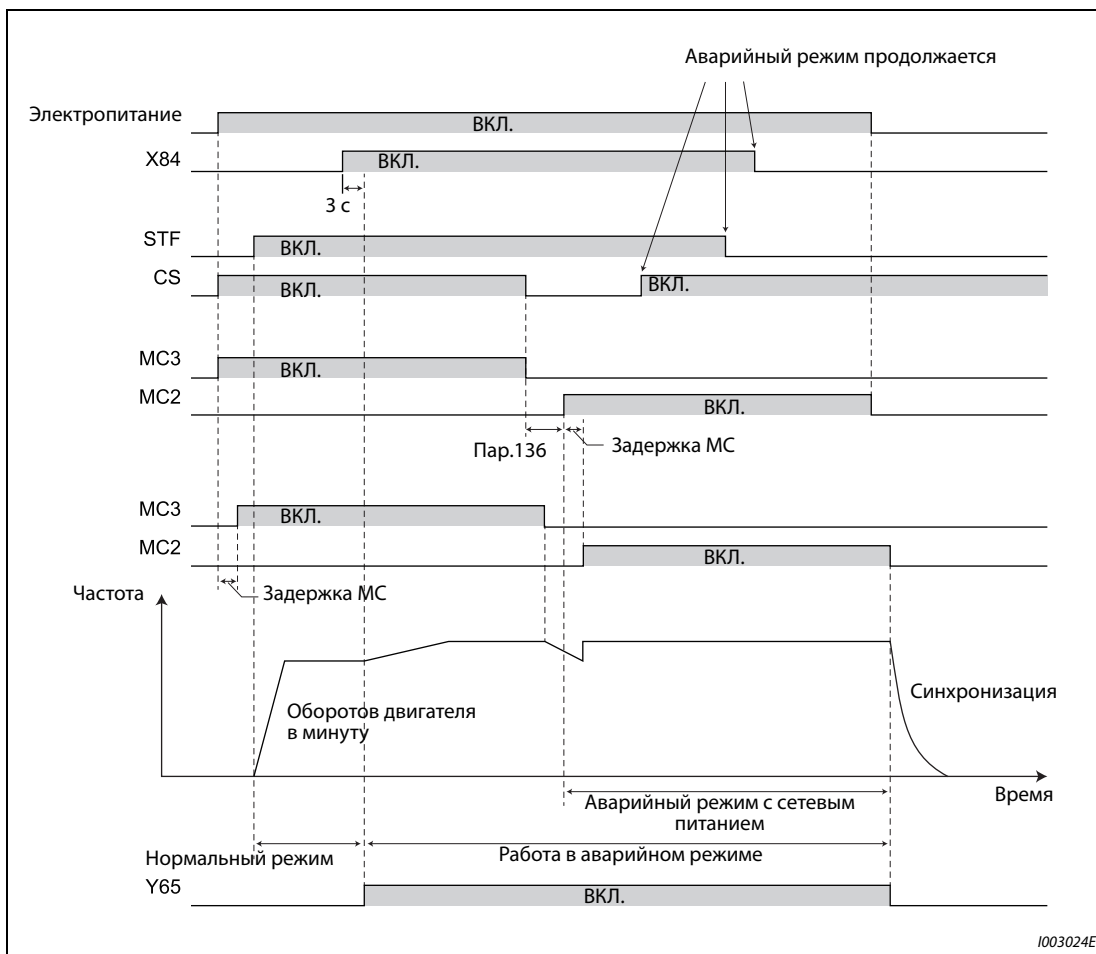 Аварийный режим продолжается
Электропитание
ВКЛ.
X84
ВКЛ.
3 с
STF
ВКЛ.
CS
ВКЛ.
ВКЛ.
MC3
ВКЛ.
MC2
ВКЛ.
Пар.136
Задержка МС
MC3
ВКЛ.
MC2
ВКЛ.
Задержка МС
Частота
Оборотов двигателя
в минуту
Синхронизация
Время
Аварийный режим с сетевым
питанием
Нормальный режим
Работа в аварийном режиме
Y65
ВКЛ.
I003024E